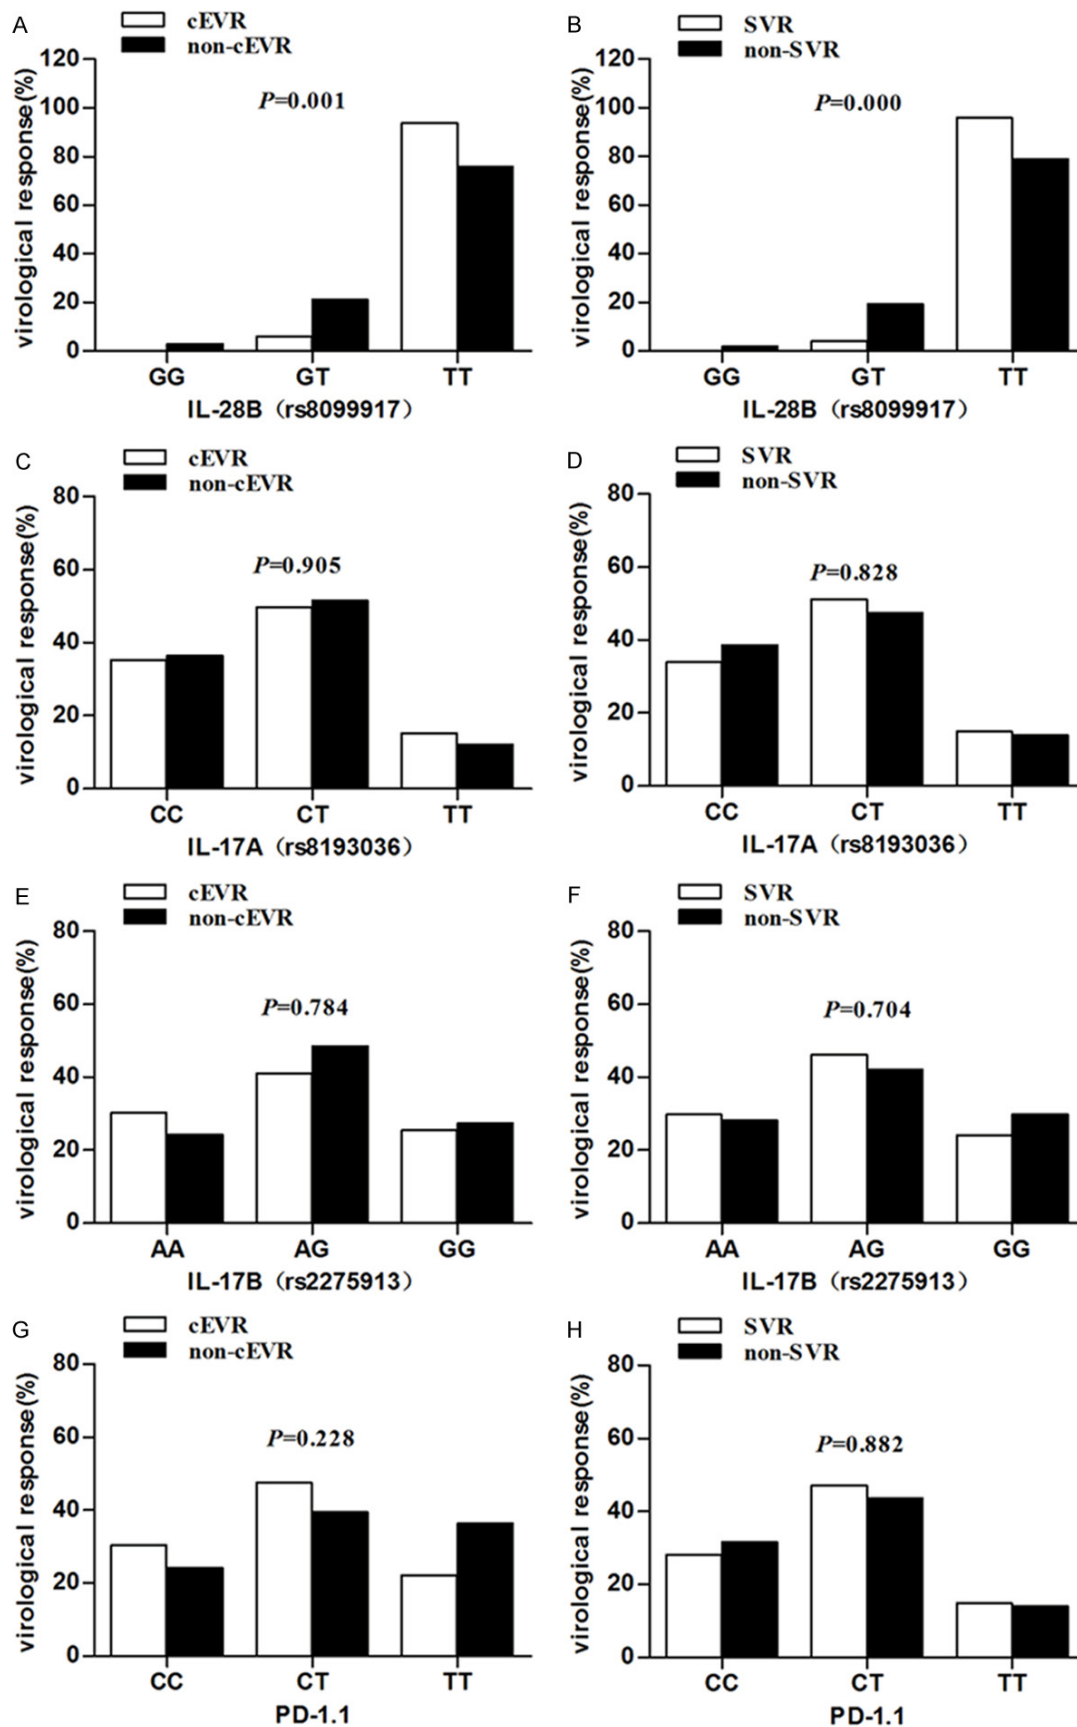 A
cEVR
non-cEVR
virological response(%)
120
100
80
60
40
20
0
P=0.001
GG GT TT
IL-28B（rs8099917）
B
SVR
non-SVR
virological response(%)
120
100
80
60
40
20
0
P=0.000
GG GT TT
IL-28B（rs8099917）
C
cEVR
non-cEVR
virological response(%)
80
60
40
20
0
P=0.905
CC CT TT
IL-17A（rs8193036）
D
SVR
non-SVR
virological response(%)
80
60
40
20
0
P=0.828
CC CT TT
IL-17A（rs8193036）
E
cEVR
non-cEVR
virological response(%)
80
60
40
20
0
P=0.784
AA AG GG
IL-17B（rs2275913）
F
SVR
non-SVR
virological response(%)
80
60
40
20
0
P=0.704
AA AG GG
IL-17B（rs2275913）
G
cEVR
non-cEVR
virological response(%)
80
60
40
20
0
P=0.228
CC CT TT
PD-1.1
H
SVR
non-SVR
virological response(%)
80
60
40
20
0
P=0.882
CC CT TT
PD-1.1